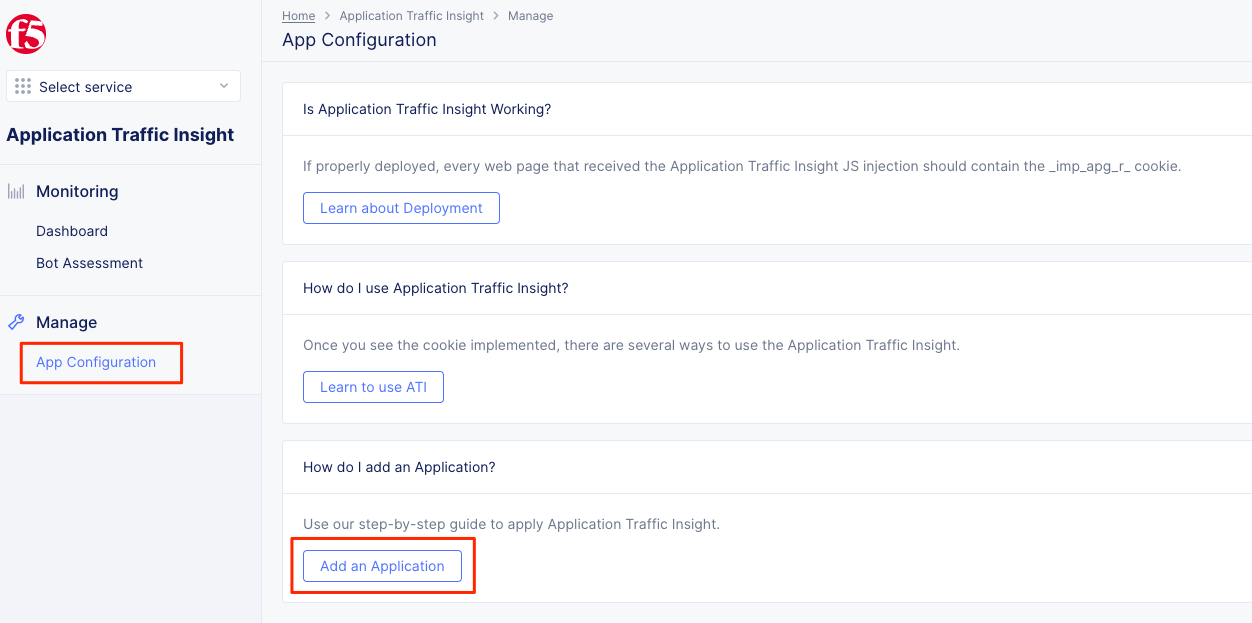 f5
Select service
Application Traffic Insight
Monitoring
Dashboard
Bot Assessment
Manage
App Configuration
Home > Application Traffic Insight > Manage
App Configuration
Is Application Traffic Insight Working?
If properly deployed, every web page that received the Application Traffic Insight JS injection should contain the _imp_apg_r_ cookie.
Learn about Deployment
How do I use Application Traffic Insight?
Once you see the cookie implemented, there are several ways to use the Application Traffic Insight.
Learn to use ATI
How do I add an Application?
Use our step-by-step guide to apply Application Traffic Insight.
Add an Application